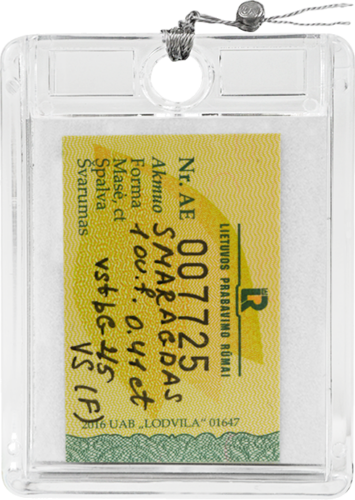 LIETUVOS PRABAVIMO RŪMAI
Nr. AE 007725
Akmuo SMARAGDAS
Forma 1 ov. f. 0.41 ct
Masė, ct
Spalva vstbG 4/5
Švarumas VS (F)
2016 UAB „LODVILA" 01647